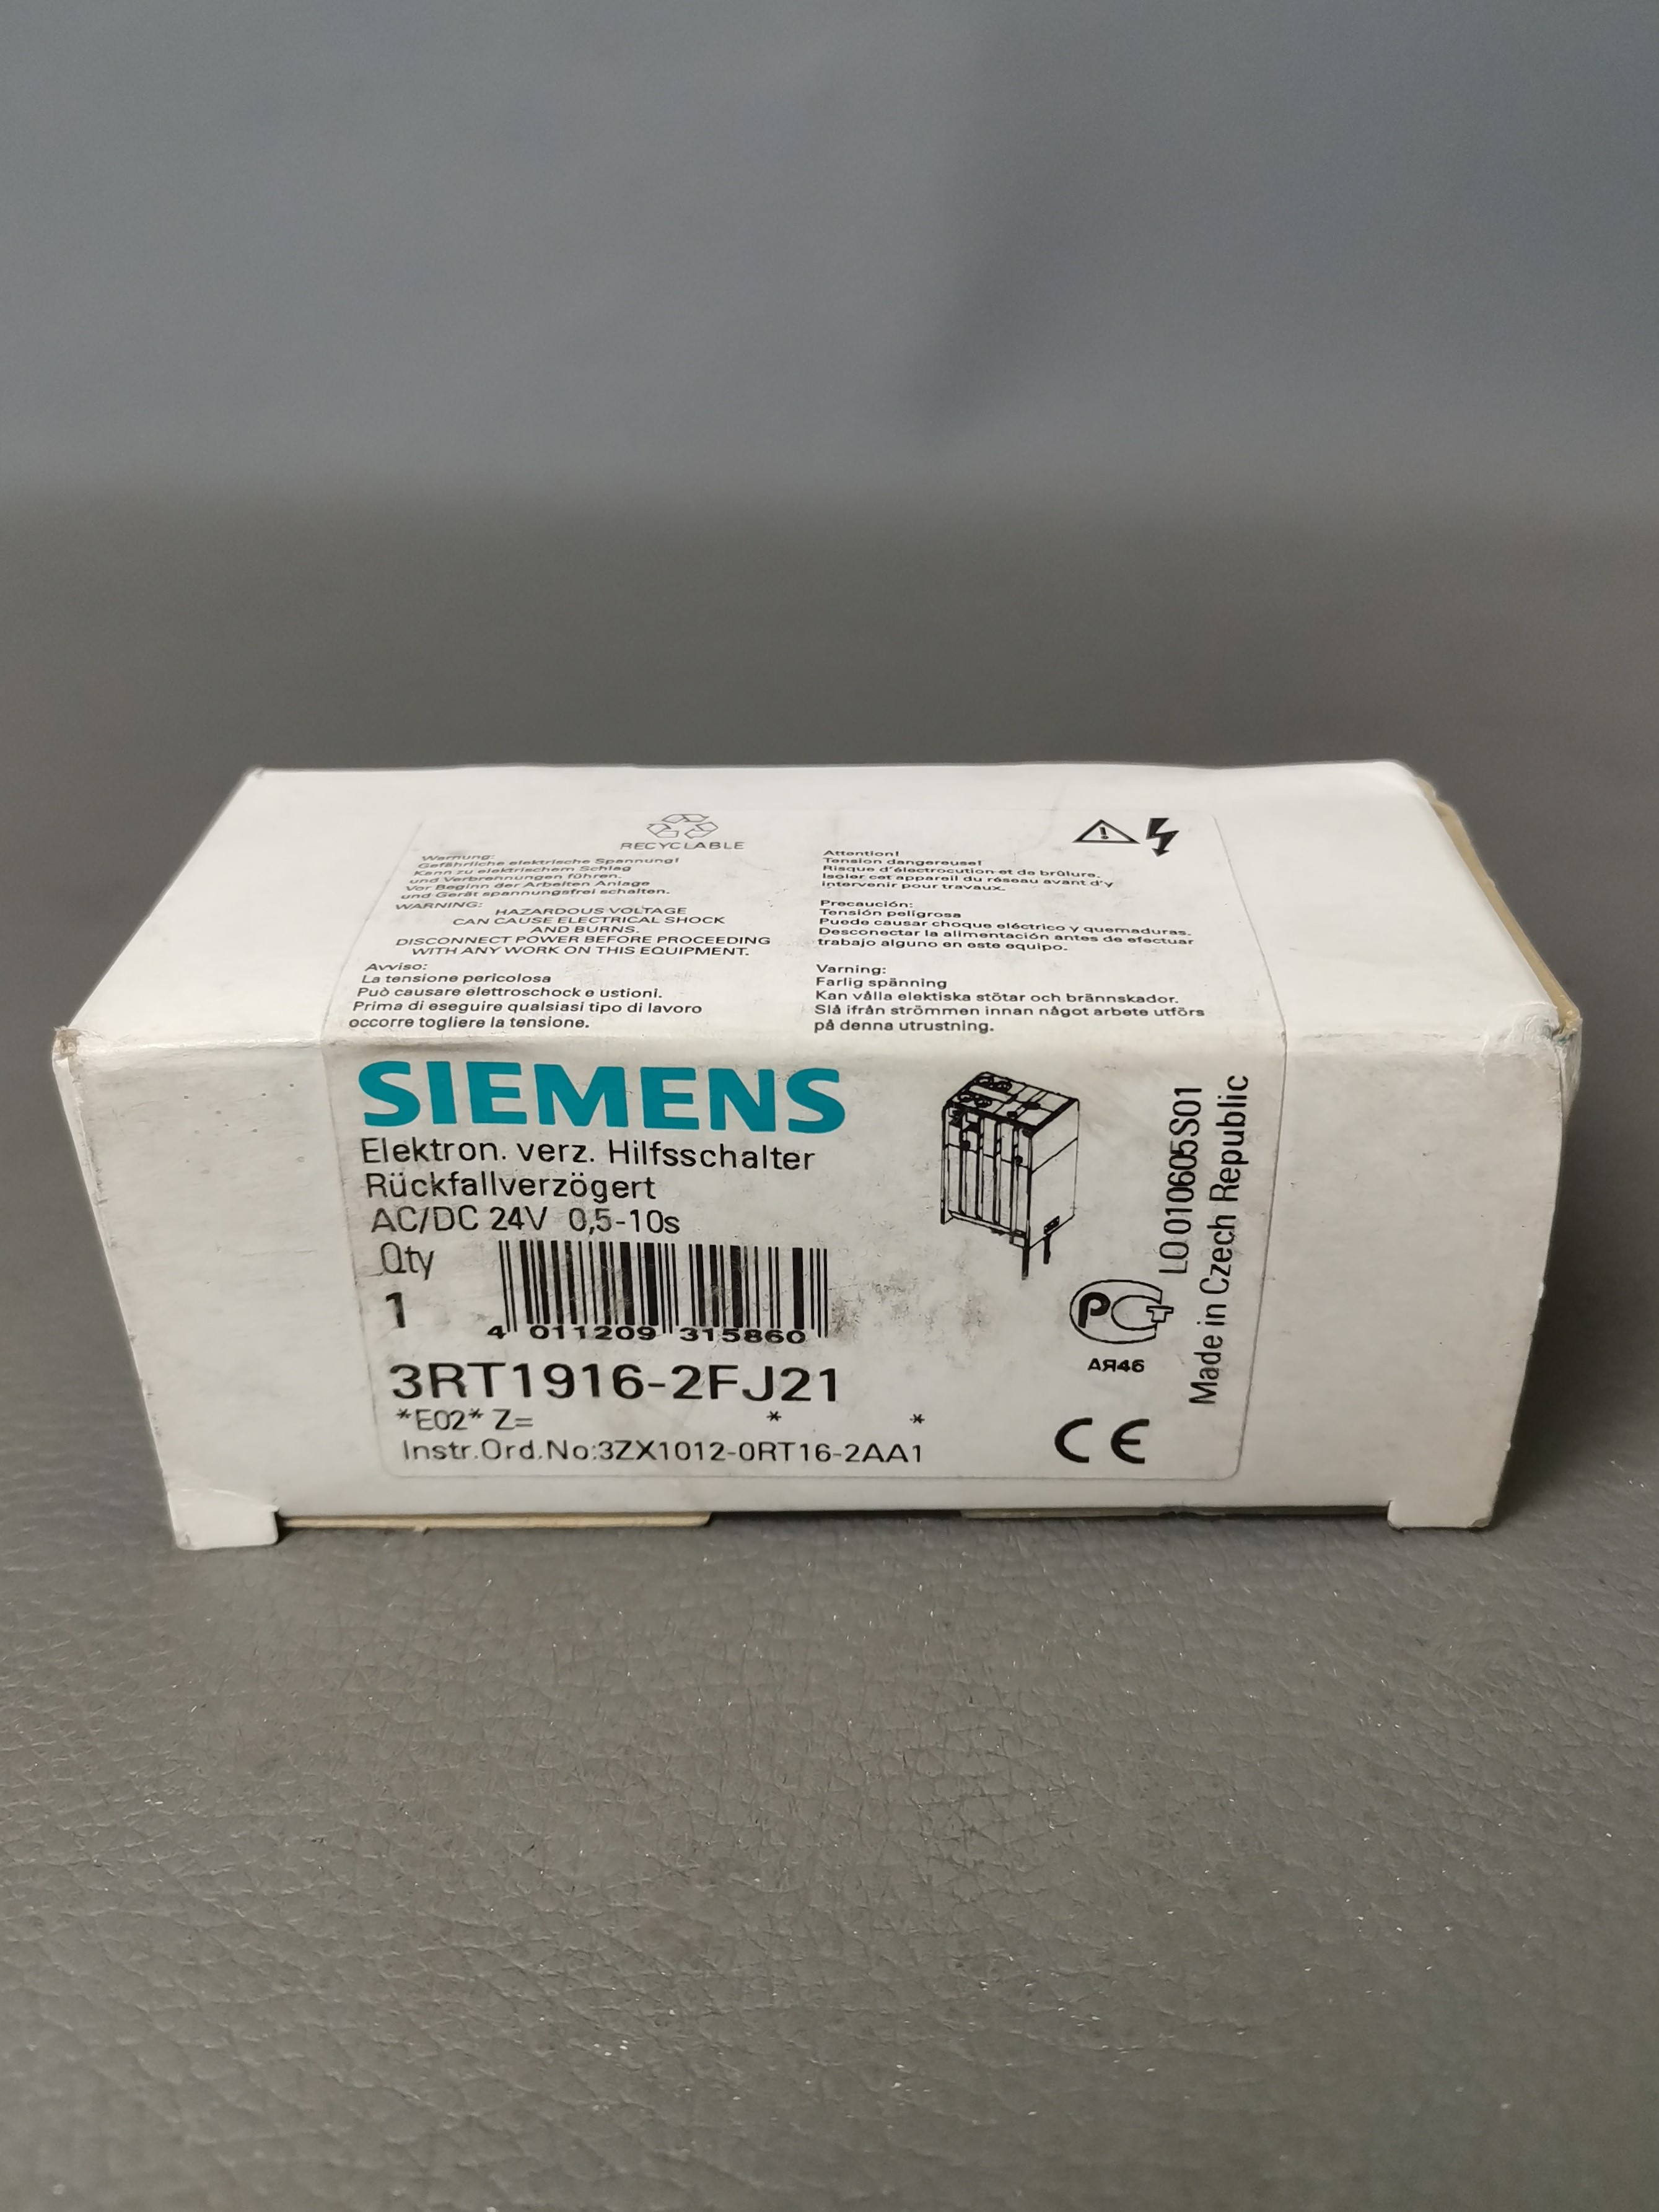 RECYCLABLE
Warnung:
Gefährliche elektrische Spannung!
Kann zu elektrischem Schlag
und Verbrennungen führen.
Vor Beginn der Arbeiten Anlage
und Gerät spannungsfrei schalten.
WARNING:
HAZARDOUS VOLTAGE
CAN CAUSE ELECTRICAL SHOCK
AND BURNS.
DISCONNECT POWER BEFORE PROCEEDING
WITH ANY WORK ON THIS EQUIPMENT.
Avviso:
La tensione pericolosa
Può causare elettroschock e ustioni.
Prima di eseguire qualsiasi tipo di lavoro
occorre togliere la tensione.
Attention!
Tension dangereuse!
Risque d'électrocution et de brûlure.
Isoler cet appareil du réseau avant d'y
intervenir pour travaux.
Precaución:
Tensión peligrosa
Puede causar choque eléctrico y quemaduras.
Desconectar la alimentación antes de efectuar
trabajo alguno en este equipo.
Varning:
Farlig spänning
Kan vålla elektiska stötar och brännskador.
Slå ifrån strömmen innan något arbete utförs
på denna utrustning.
SIEMENS
Elektron. verz. Hilfsschalter
Rückfallverzögert
AC/DC 24V 0,5-10s
Qty
1
4 011209 315860
3RT1916-2FJ21
*E02* Z= * *
Instr.Ord.No:3ZX1012-0RT16-2AA1
РСТ
АЯ46
CE
LO 010605S01
Made in Czech Republic